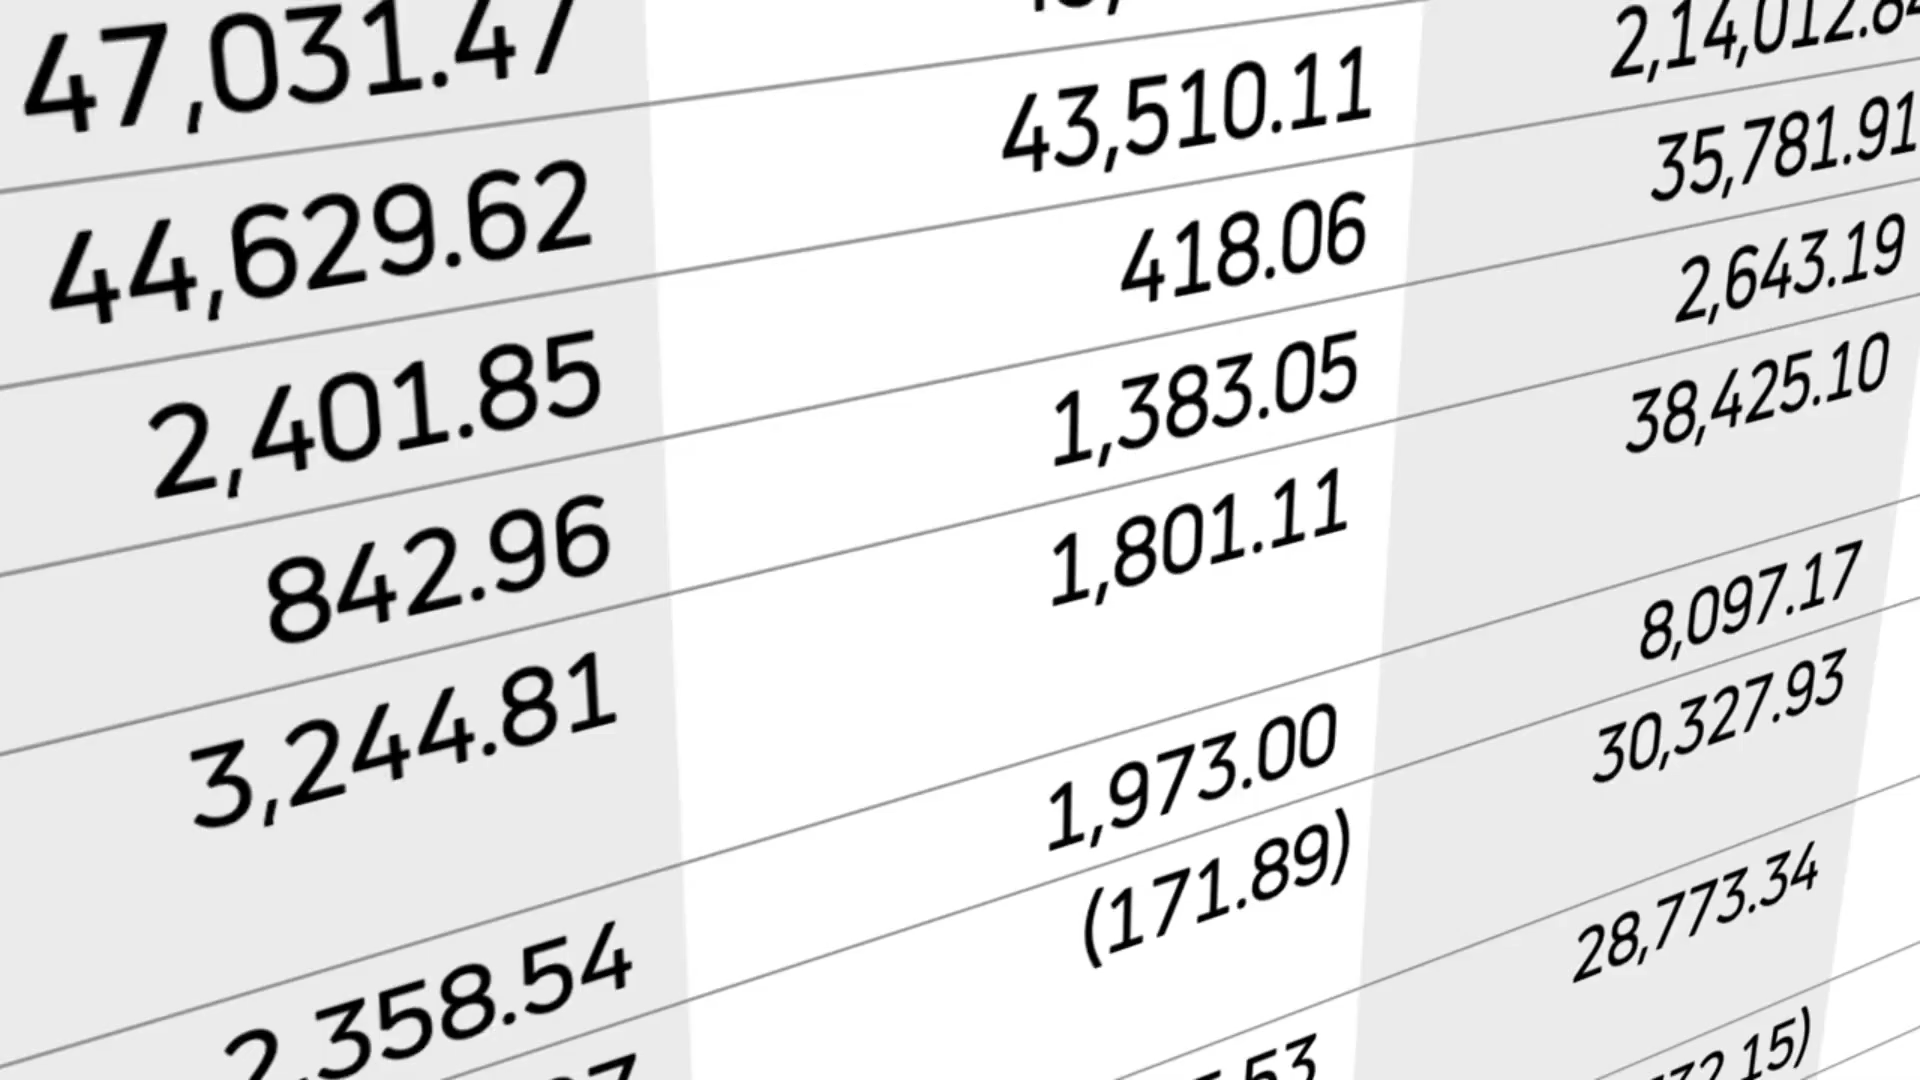 47,031.47
43,510.11 2,14,012.84
44,629.62 418.06 35,781.91
2,401.85 1,383.05 2,643.19
842.96 1,801.11 38,425.10
3,244.81 1,973.00 8,097.17
2,358.54 (171.89) 30,327.93
28,773.34